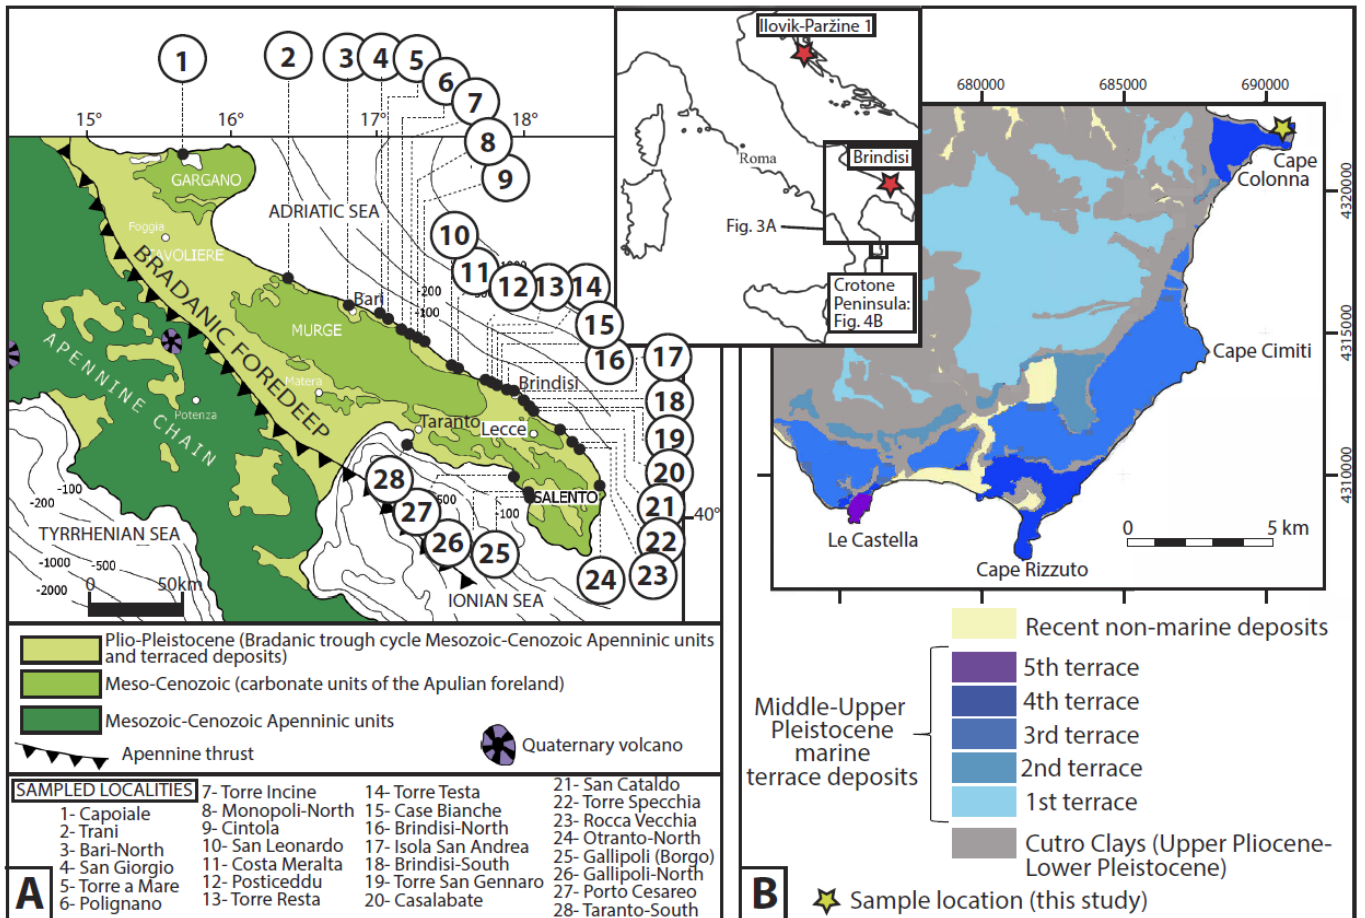 1
2
3
4
5
6
7
8
9
10
11
12
13
14
15
16
17
18
19
20
21
22
23
24
25
26
27
28
15°
16°
17°
18°
40°
GARGANO
ADRIATIC SEA
Foggia
TAVOLIERE
BRADANIC FOREDEEP
Bari
MURGE
APENNINE CHAIN
Matera
Potenza
Brindisi
Taranto
Lecce
SALENTO
-200
-100
-100
-200
500
-100
TYRRHENIAN SEA
-1000
-500
-2000
IONIAN SEA
0 50km
Plio-Pleistocene (Bradanic trough cycle Mesozoic-Cenozoic Apenninic units
and terraced deposits)
Meso-Cenozoic (carbonate units of the Apulian foreland)
Mesozoic-Cenozoic Apenninic units
Apennine thrust
Quaternary volcano
SAMPLED LOCALITIES
1- Capoiale
2- Trani
3- Bari-North
4- San Giorgio
5- Torre a Mare
6- Polignano
7- Torre Incine
8- Monopoli-North
9- Cintola
10- San Leonardo
11- Costa Meralta
12- Posticeddu
13- Torre Resta
14- Torre Testa
15- Case Bianche
16- Brindisi-North
17- Isola San Andrea
18- Brindisi-South
19- Torre San Gennaro
20- Casalabate
21- San Cataldo
22- Torre Specchia
23- Rocca Vecchia
24- Otranto-North
25- Gallipoli (Borgo)
26- Gallipoli-North
27- Porto Cesareo
28- Taranto-South
A
Ilovik-Paržine 1
Roma
Brindisi
Fig. 3A
Crotone
Peninsula:
Fig. 4B
680000
685000
690000
4320000
4315000
4310000
Cape
Colonna
Cape Cimiti
Le Castella
Cape Rizzuto
0 5 km
Recent non-marine deposits
Middle-Upper
Pleistocene
marine
terrace deposits
5th terrace
4th terrace
3rd terrace
2nd terrace
1st terrace
Cutro Clays (Upper Pliocene-
Lower Pleistocene)
Sample location (this study)
B